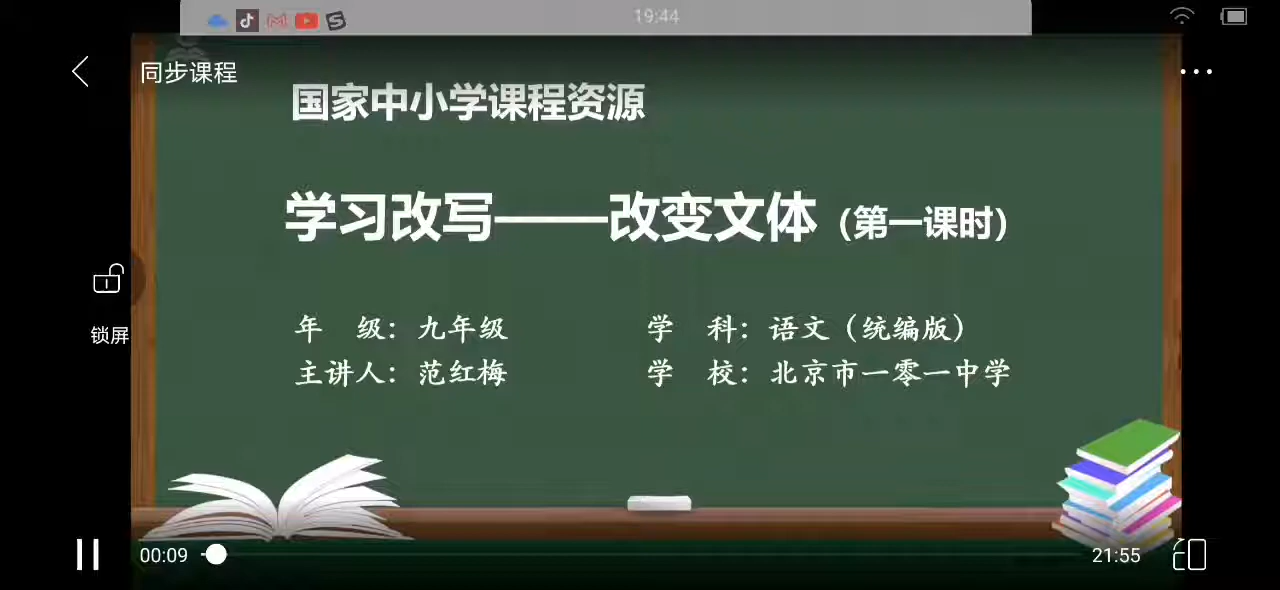 19:44
同步课程
国家中小学课程资源
学习改写——改变文体（第一课时）
年 级：九年级 学 科：语文（统编版）
主讲人：范红梅 学 校：北京市一零一中学
锁屏
00:09 21:55